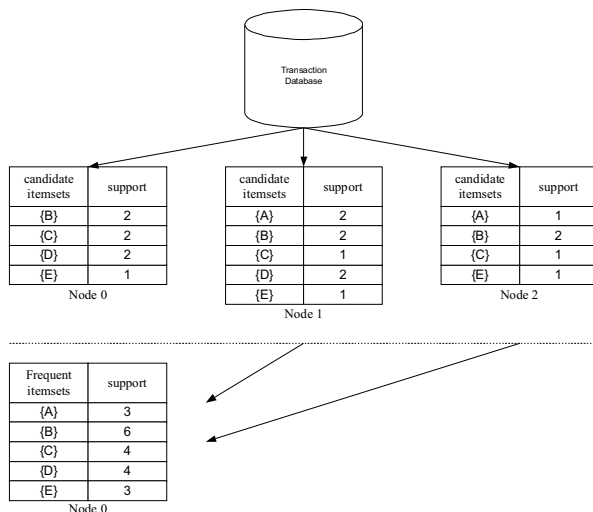 Transaction
Database
candidate
itemsets support
{B} 2
{C} 2
{D} 2
{E} 1
Node 0
candidate
itemsets support
{A} 2
{B} 2
{C} 1
{D} 2
{E} 1
Node 1
candidate
itemsets support
{A} 1
{B} 2
{C} 1
{E} 1
Node 2
Frequent
itemsets support
{A} 3
{B} 6
{C} 4
{D} 4
{E} 3
Node 0